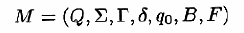 M = (Q, Σ, Γ, δ, q₀, B, F)